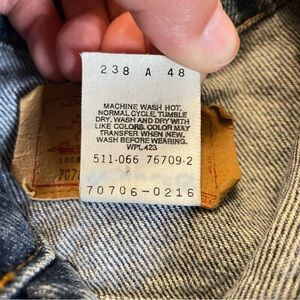 238 A 48
MACHINE WASH HOT,
NORMAL CYCLE, TUMBLE
DRY. WASH AND DRY WITH
LIKE COLORS. COLOR MAY
TRANSFER WHEN NEW.
WASH BEFORE WEARING.
WPL 423
511-066 76709-2
70706-0216